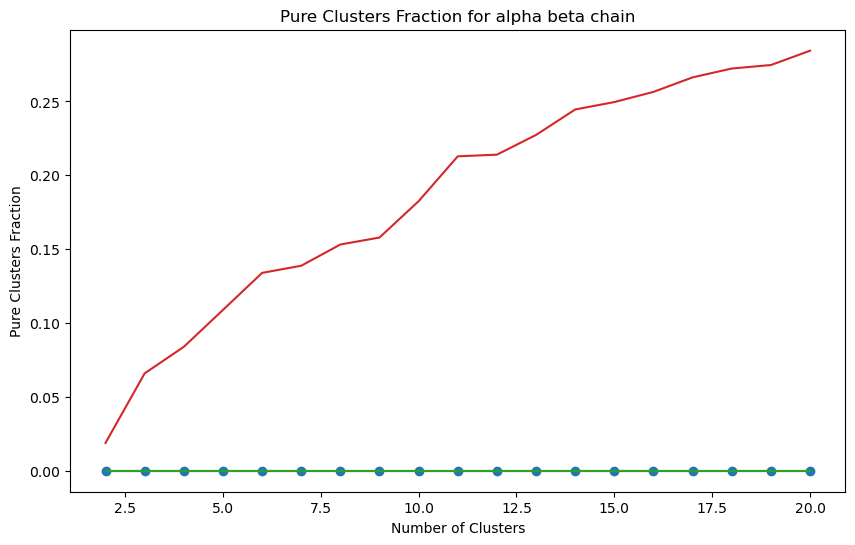 Pure Clusters Fraction for alpha beta chain
Pure Clusters Fraction
0.25
0.20
0.15
0.10
0.05
0.00
2.5 5.0 7.5 10.0 12.5 15.0 17.5 20.0
Number of Clusters